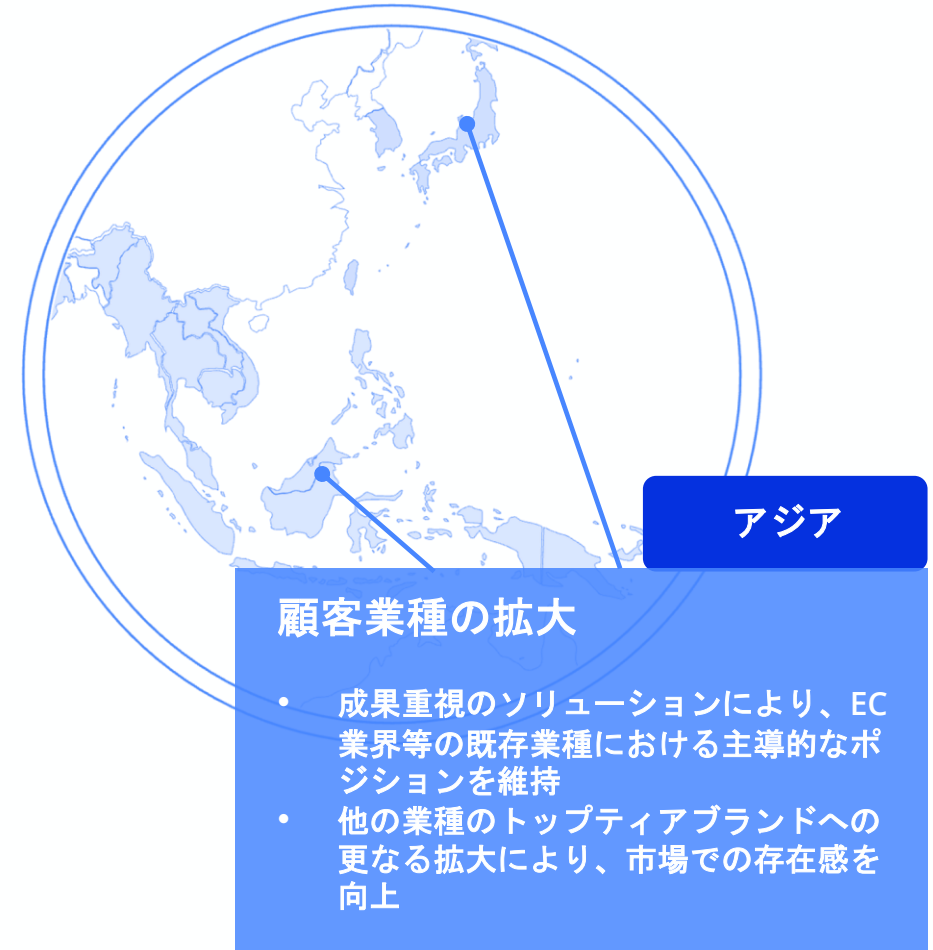 アジア
顧客業種の拡大
• 成果重視のソリューションにより、EC
業界等の既存業種における主導的なポ
ジションを維持
• 他の業種のトップティアブランドへの
更なる拡大により、市場での存在感を
向上